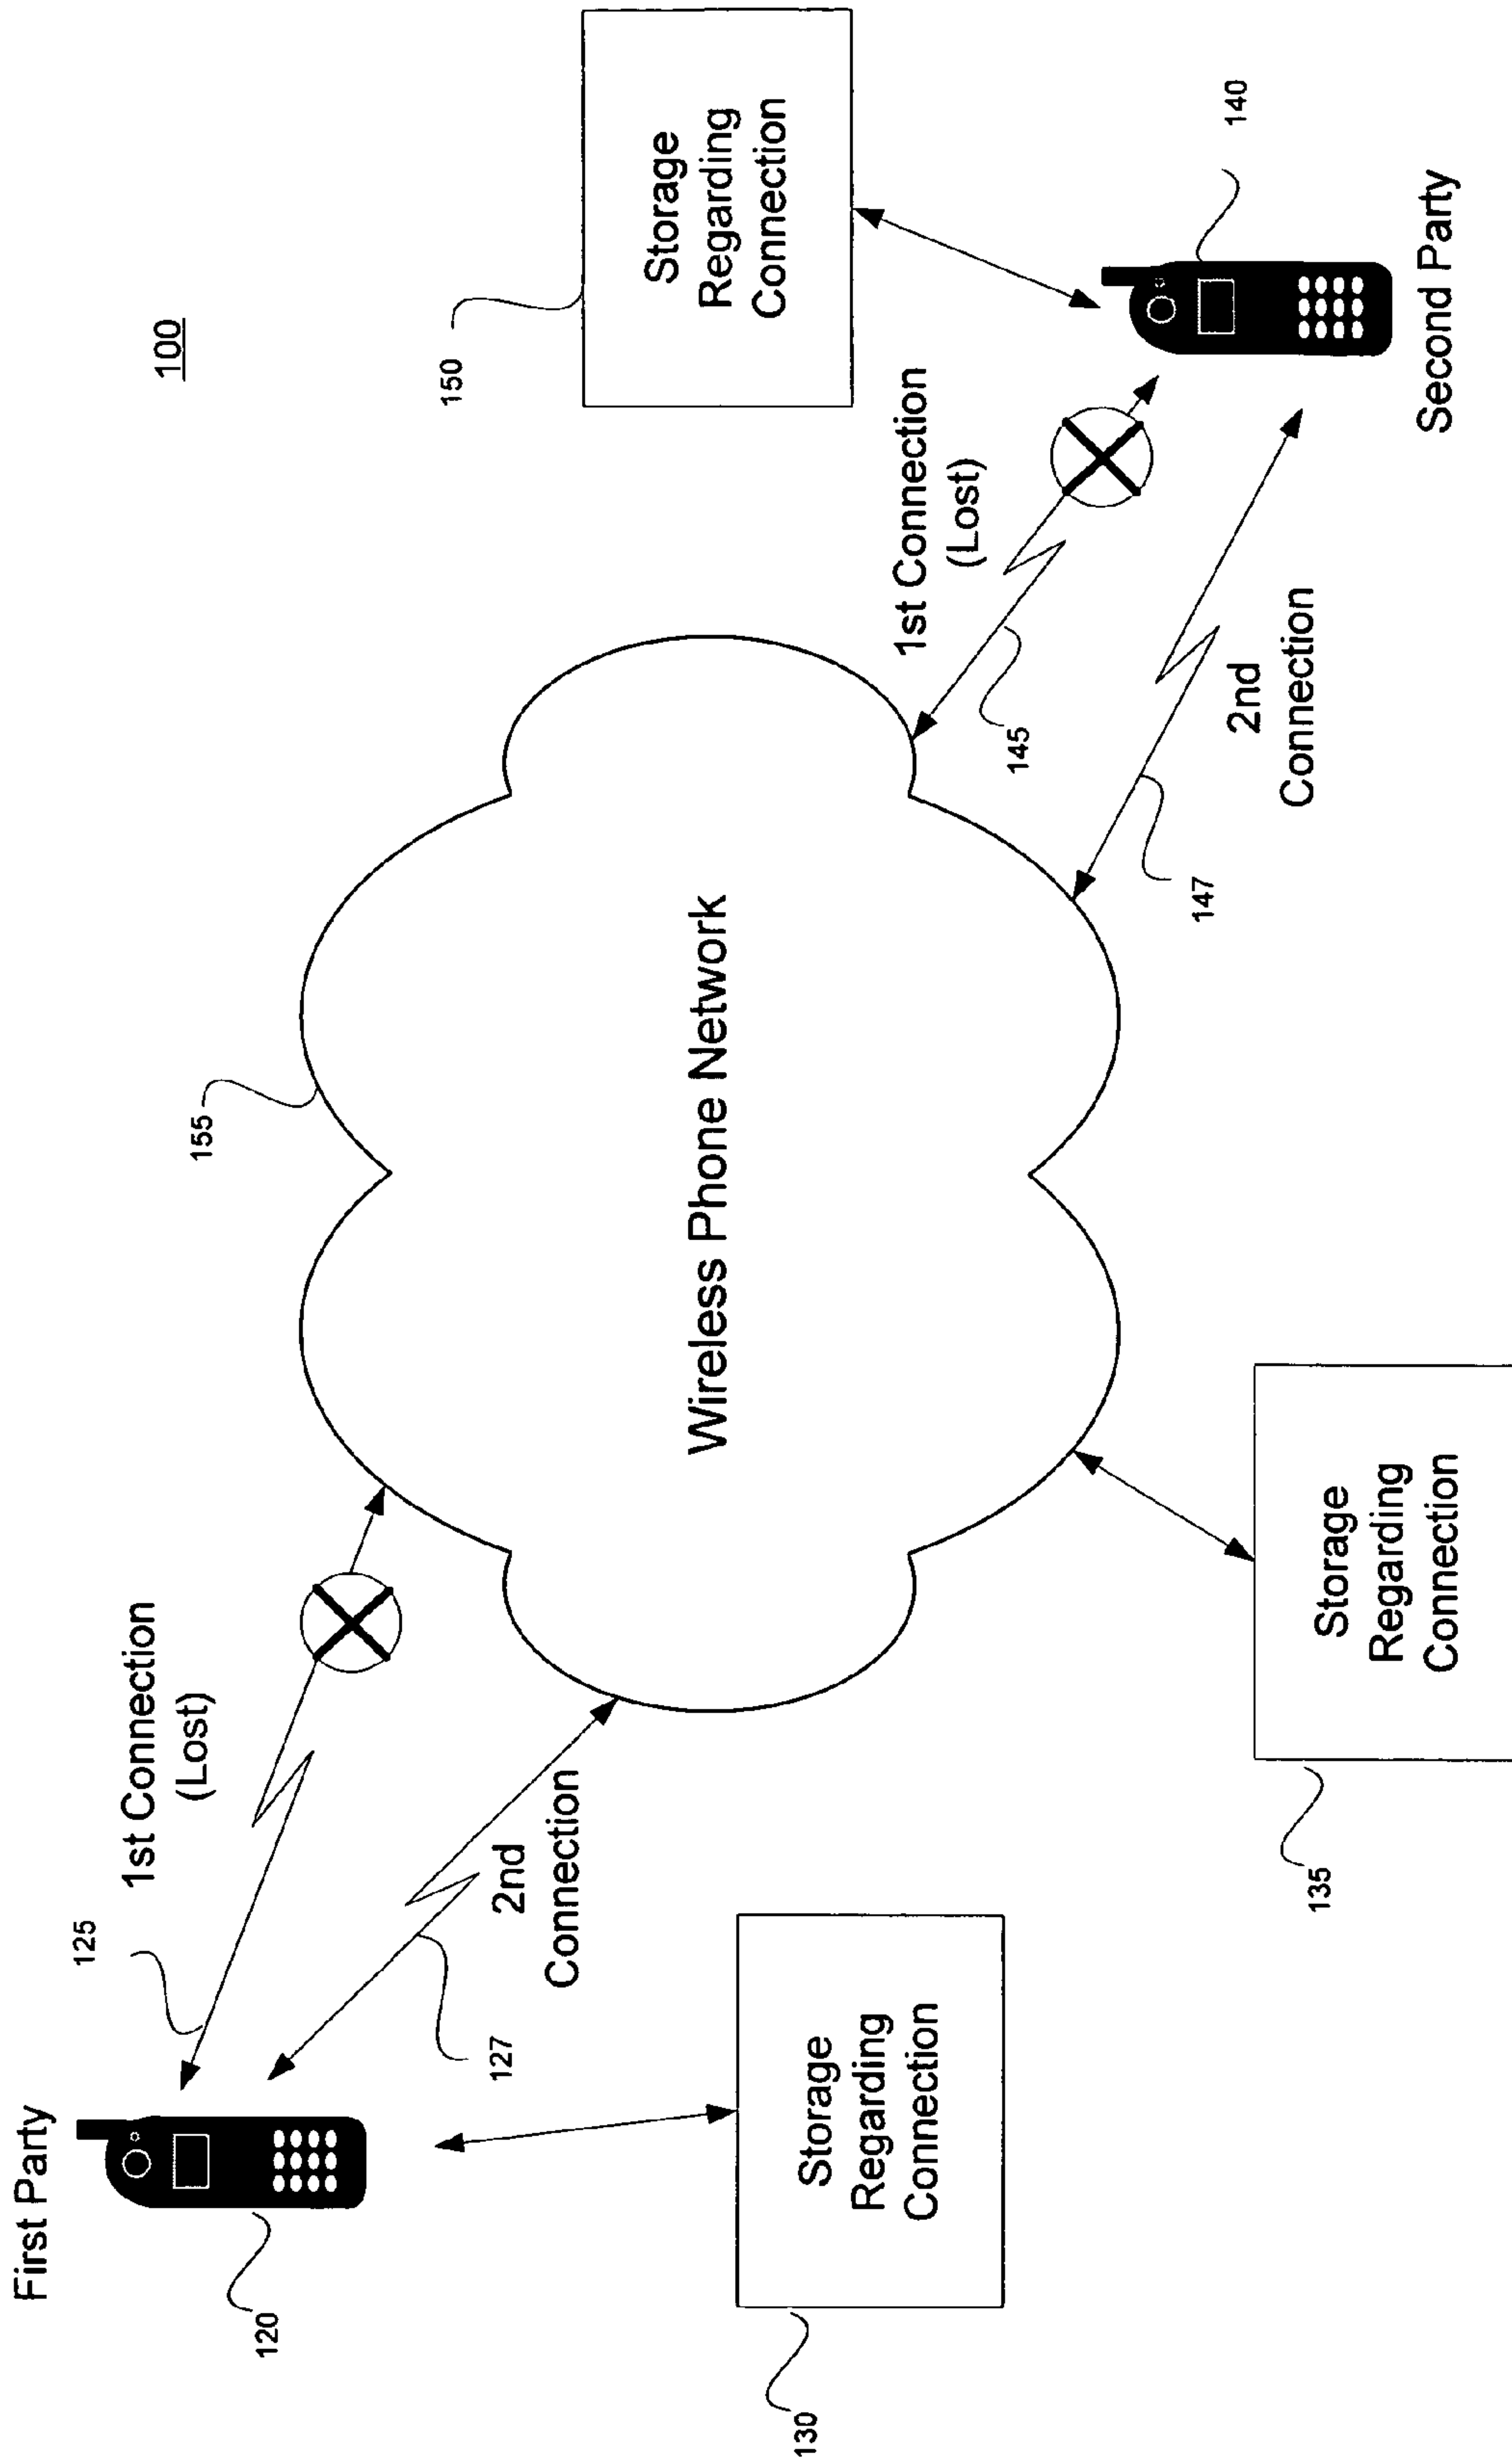 100
First Party
120
125
1st Connection
(Lost)
127
2nd
Connection
130
Storage
Regarding
Connection
155
Wireless Phone Network
135
Storage
Regarding
Connection
150
Storage
Regarding
Connection
1st Connection
(Lost)
145
2nd
Connection
147
140
Second Party